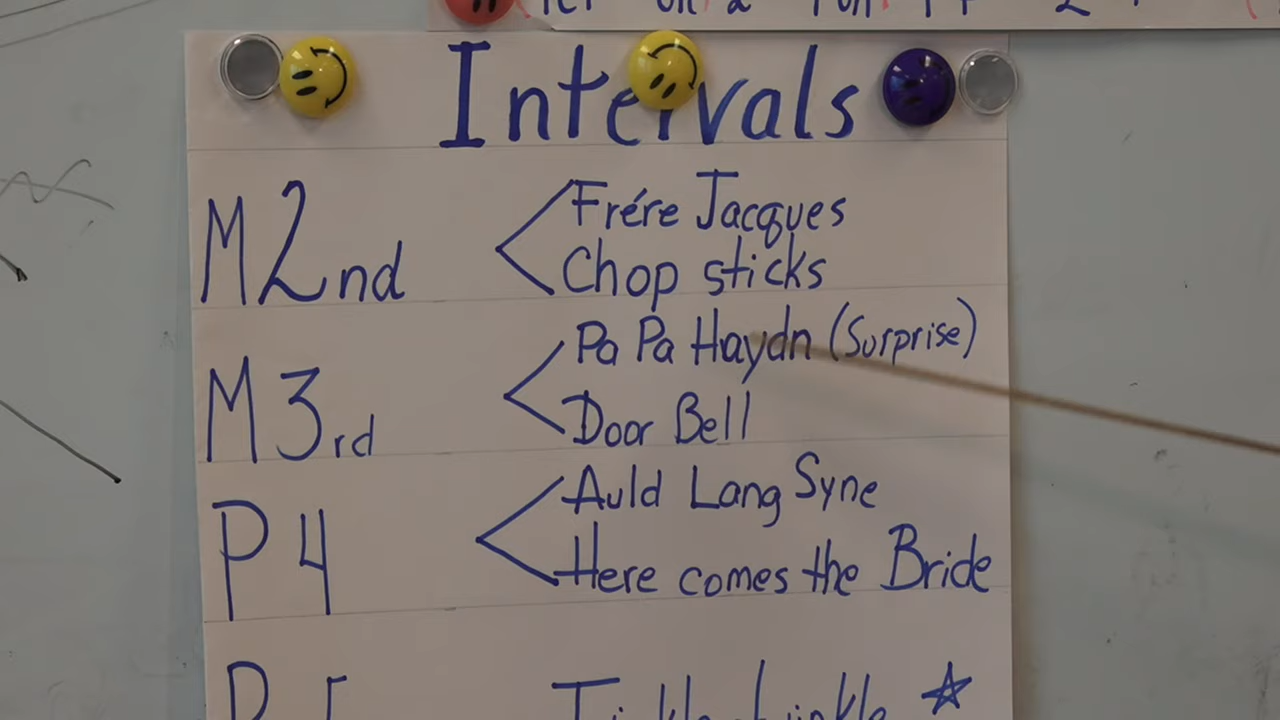 Intervals
M2nd
Frére Jacques
Chop sticks
M3rd
Pa Pa Haydn (Surprise)
Door Bell
P4
Auld Lang Syne
Here comes the Bride